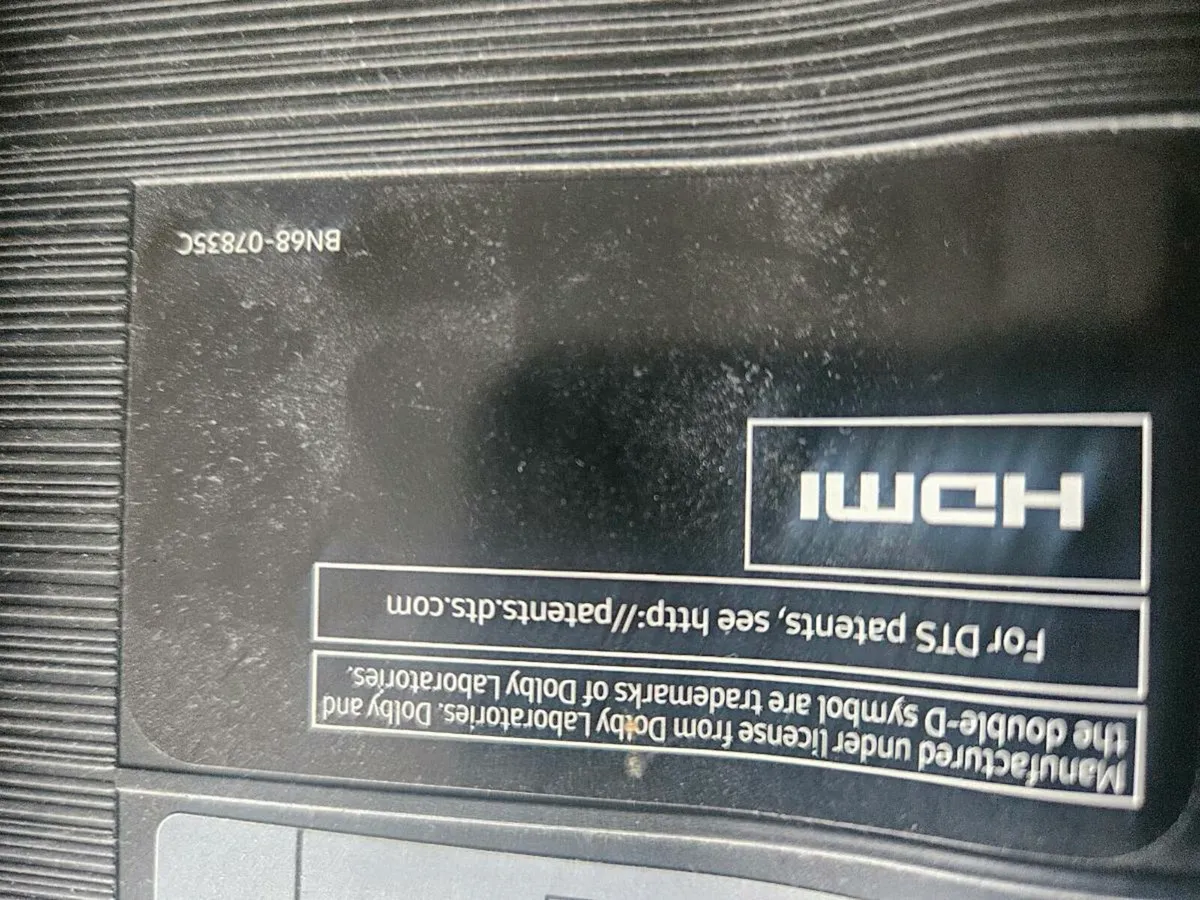 Manufactured under license from Dolby Laboratories. Dolby and
the double-D symbol are trademarks of Dolby Laboratories.
For DTS patents, see http://patents.dts.com
HDMI
BN68-07835C